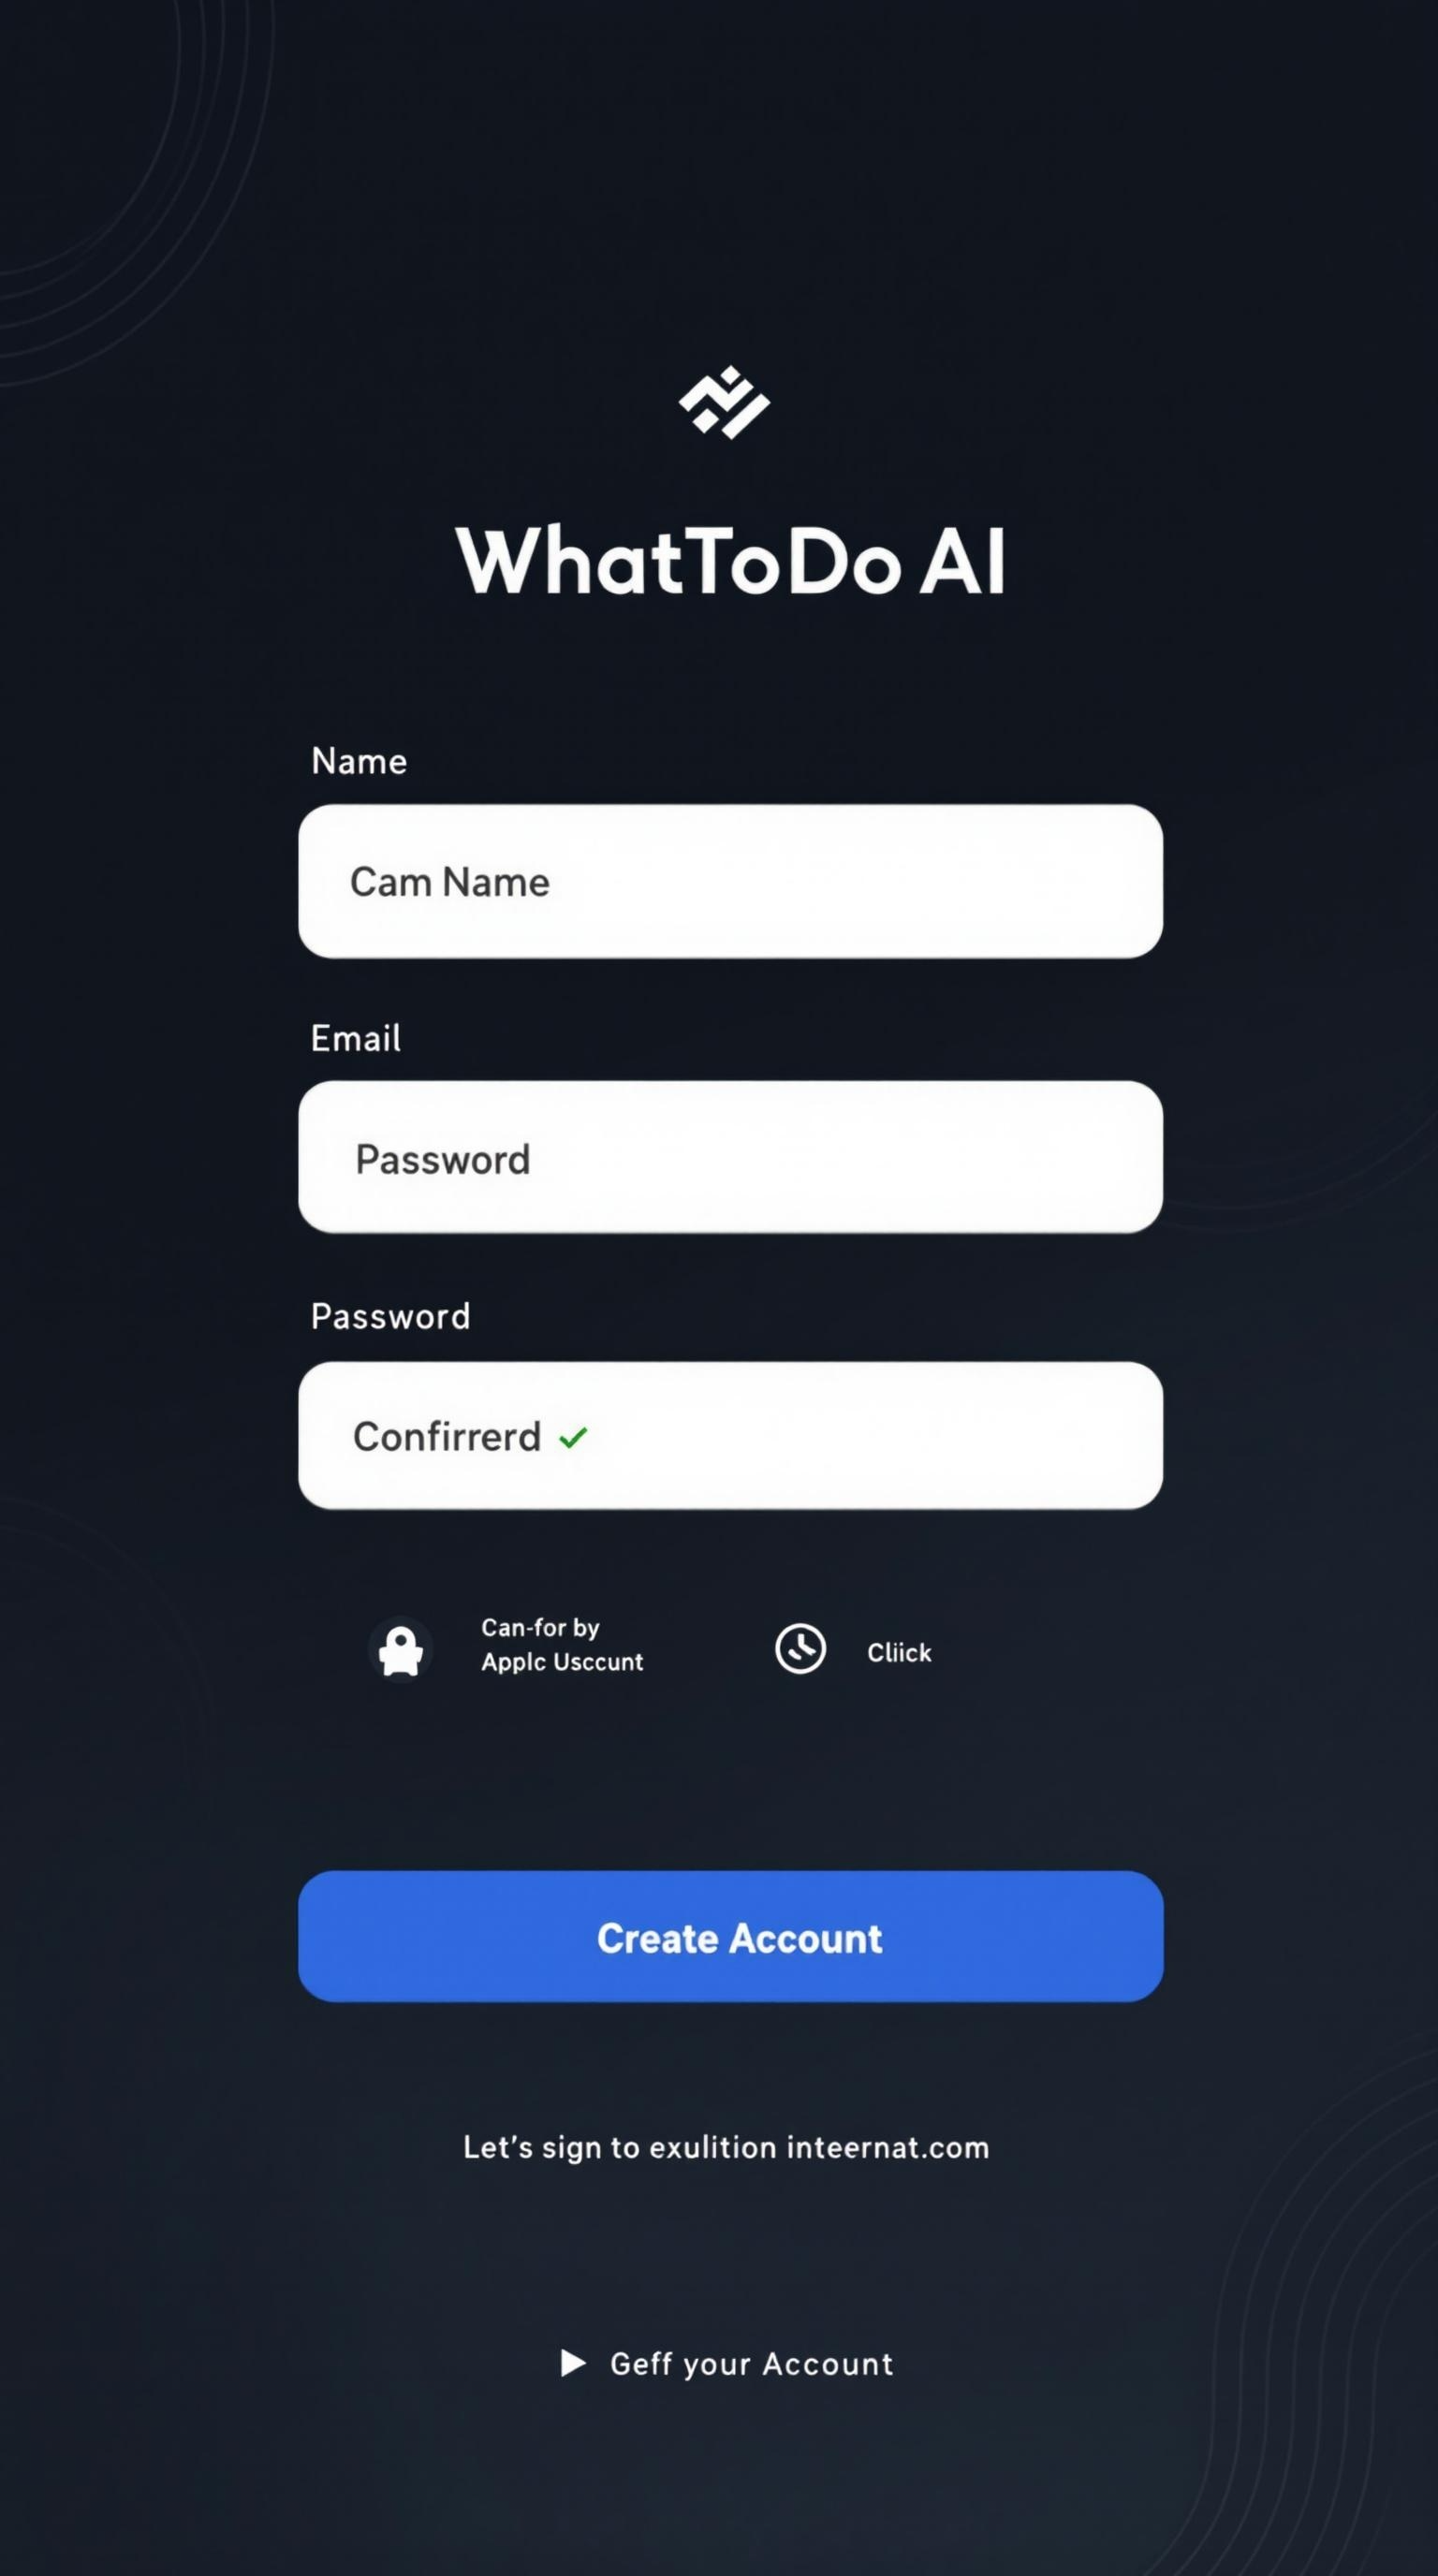 WhatToDo AI
Name
Cam Name
Email
Password
Password
Confirrerd
Can-for by
Applc Usccunt
Cliick
Create Account
Let's sign to exulition inteernat.com
Geff your Account